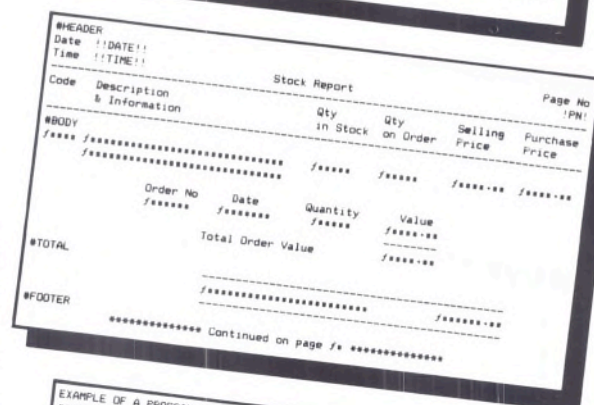 #HEADER
Date !!DATE!!
Time !!TIME!!
Stock Report Page No
!PN!
Code Description Qty Qty Selling Purchase
& Information in Stock on Order Price Price
#BODY
ƒ**** ƒ*************************** ƒ***** ƒ***** ƒ****.** ƒ****.**
ƒ***************************
Order No Date Quantity Value
ƒ****** ƒ******* ƒ***** ƒ****.**
Total Order Value ƒ****.**
#TOTAL
ƒ************************* ƒ******.**
#FOOTER
************** Continued on page ƒ* **************
EXAMPLE OF A